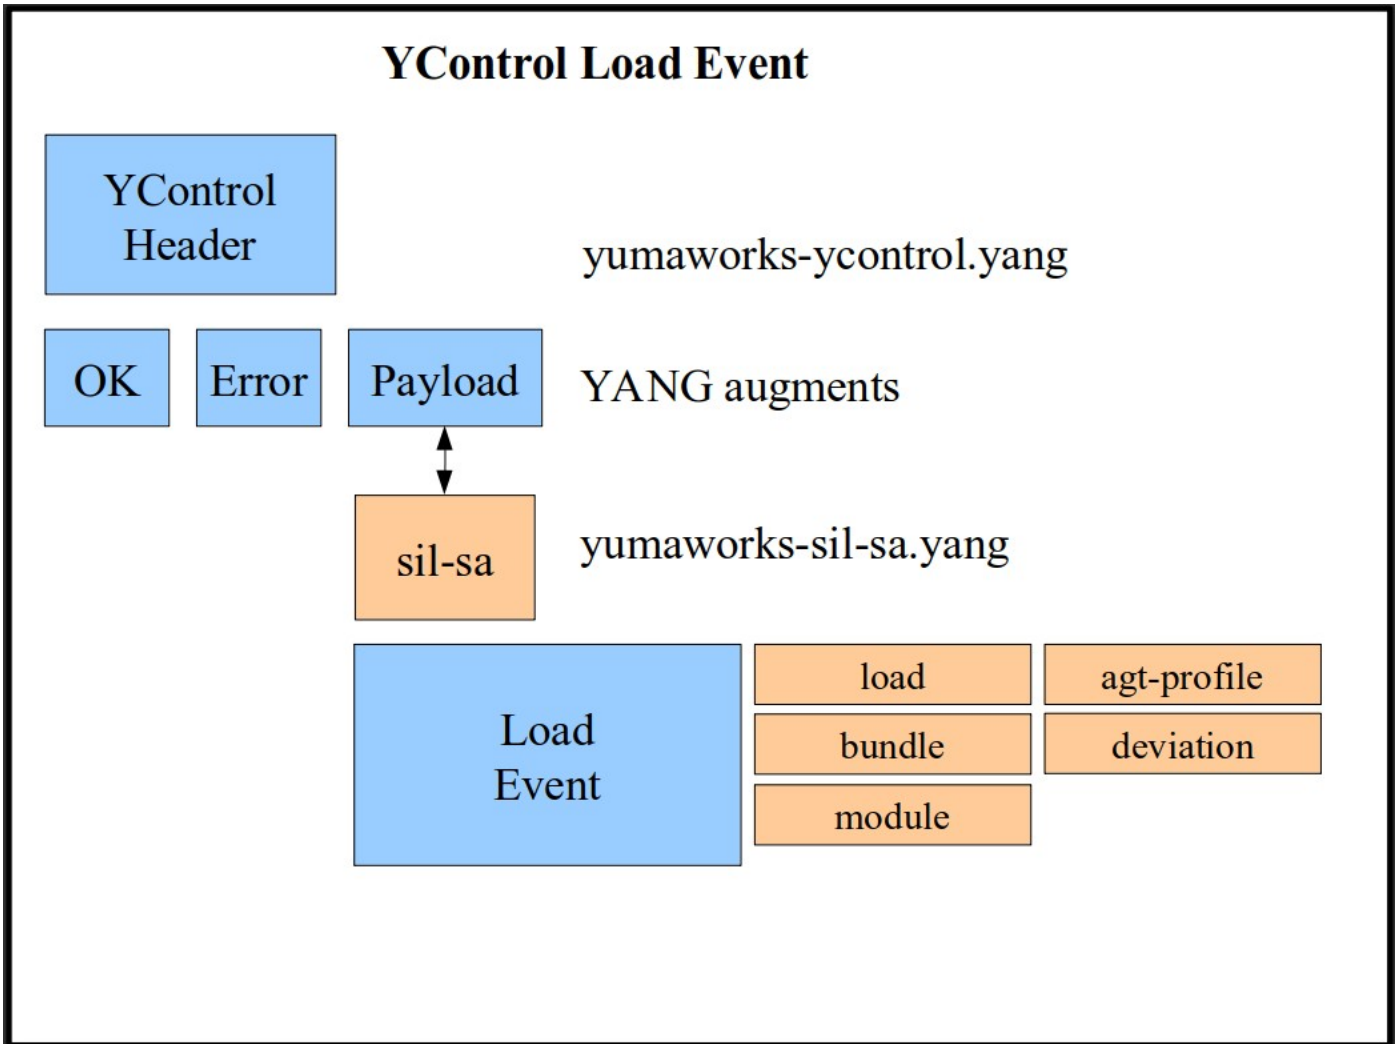 YControl Load Event
YControl
Header
yumaworks-ycontrol.yang
OK
Error
Payload
YANG augments
sil-sa
yumaworks-sil-sa.yang
Load
Event
load
agt-profile
bundle
deviation
module